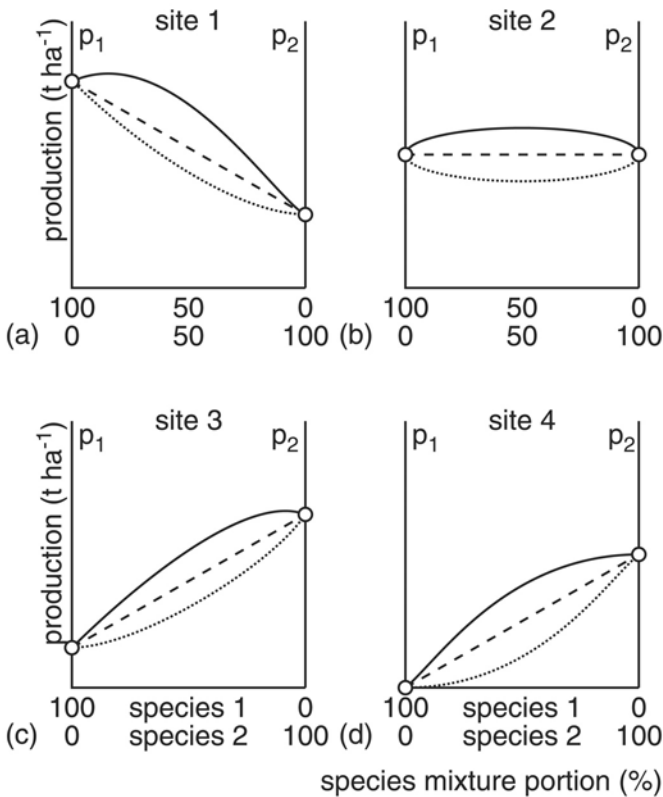 site 1
p1 p2
production (t ha-1)
100 50 0
0 50 100
(a)
site 2
p1 p2
100 50 0
0 50 100
(b)
site 3
p1 p2
production (t ha-1)
100 species 1 0
0 species 2 100
(c)
site 4
p1 p2
100 species 1 0
0 species 2 100
(d)
species mixture portion (%)